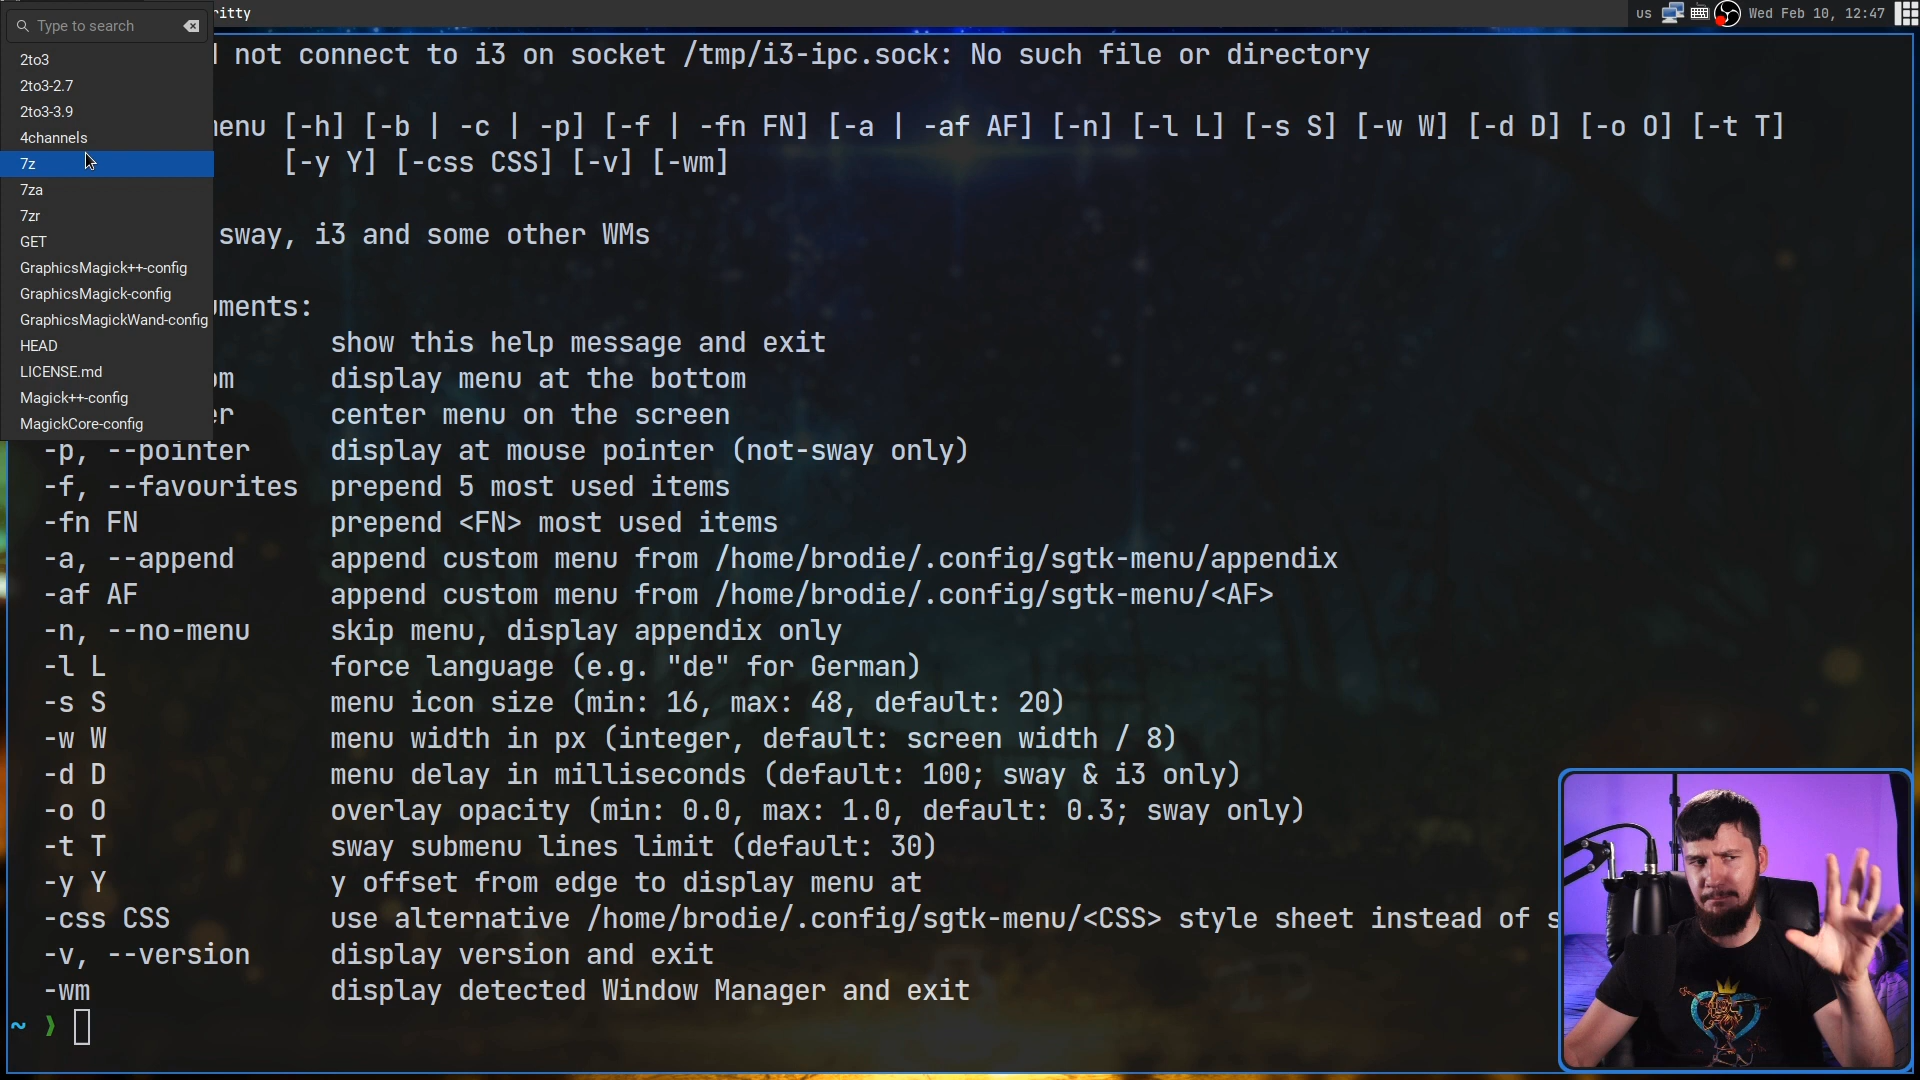 ritty
us
Wed Feb 10, 12:47
Type to search
2to3
2to3-2.7
2to3-3.9
4channels
7z
7za
7zr
GET
GraphicsMagick++-config
GraphicsMagick-config
GraphicsMagickWand-config
HEAD
LICENSE.md
Magick++-config
MagickCore-config
not connect to i3 on socket /tmp/i3-ipc.sock: No such file or directory
enu [-h] [-b | -c | -p] [-f | -fn FN] [-a | -af AF] [-n] [-l L] [-s S] [-w W] [-d D] [-o O] [-t T]
[-y Y] [-css CSS] [-v] [-wm]
sway, i3 and some other WMs
ments:
show this help message and exit
om display menu at the bottom
er center menu on the screen
-p, --pointer display at mouse pointer (not-sway only)
-f, --favourites prepend 5 most used items
-fn FN prepend <FN> most used items
-a, --append append custom menu from /home/brodie/.config/sgtk-menu/appendix
-af AF append custom menu from /home/brodie/.config/sgtk-menu/<AF>
-n, --no-menu skip menu, display appendix only
-l L force language (e.g. "de" for German)
-s S menu icon size (min: 16, max: 48, default: 20)
-w W menu width in px (integer, default: screen width / 8)
-d D menu delay in milliseconds (default: 100; sway & i3 only)
-o O overlay opacity (min: 0.0, max: 1.0, default: 0.3; sway only)
-t T sway submenu lines limit (default: 30)
-y Y y offset from edge to display menu at
-css CSS use alternative /home/brodie/.config/sgtk-menu/<CSS> style sheet instead of s
-v, --version display version and exit
-wm display detected Window Manager and exit
~ ❯